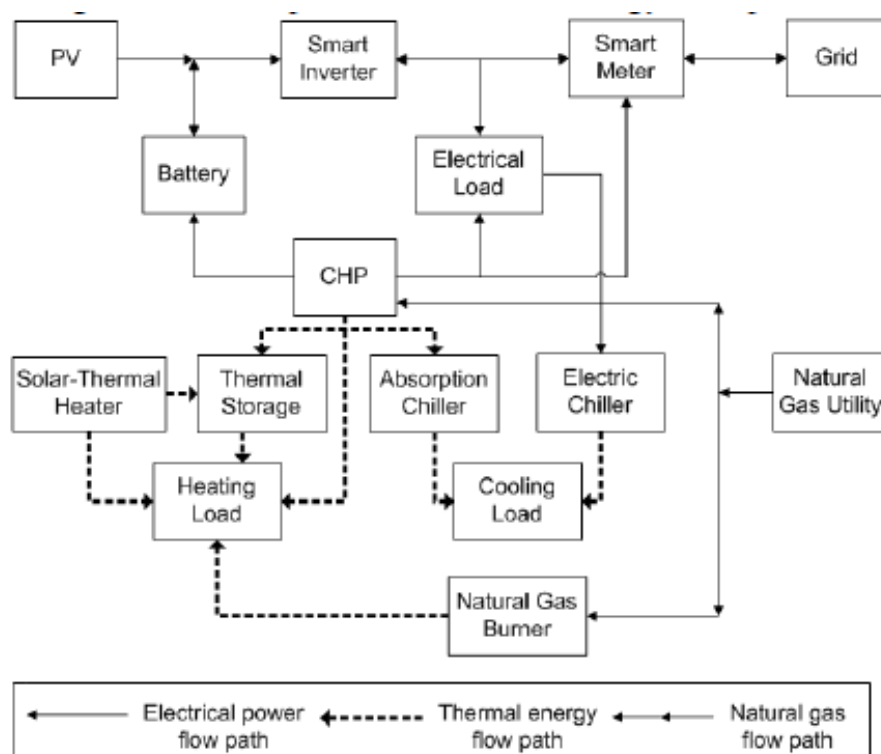 PV
Smart
Inverter
Smart
Meter
Grid
Battery
Electrical
Load
CHP
Solar-Thermal
Heater
Thermal
Storage
Absorption
Chiller
Electric
Chiller
Natural
Gas Utility
Heating
Load
Cooling
Load
Natural Gas
Burner
Electrical power
flow path
Thermal energy
flow path
Natural gas
flow path